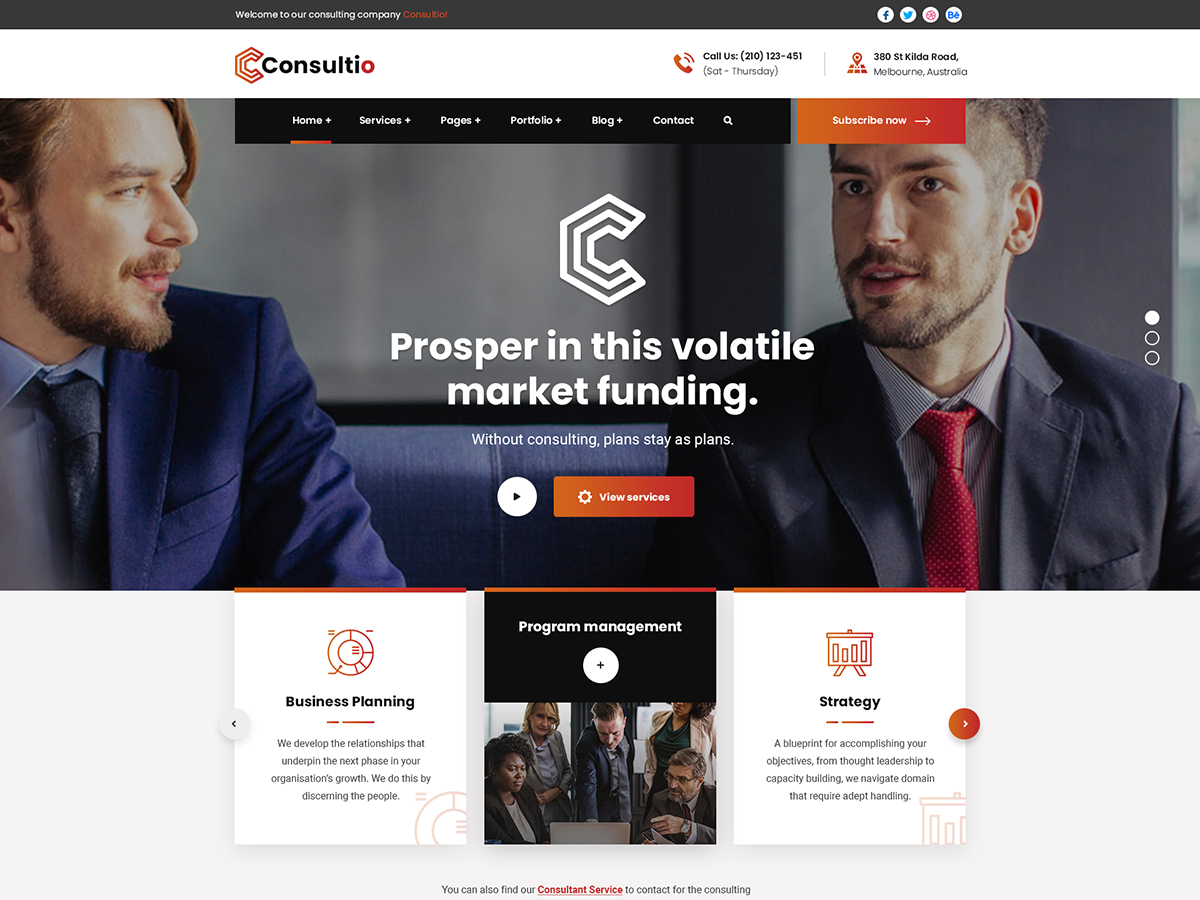 Welcome to our consulting company Consultio!
Consultio
Call Us: (210) 123-451
(Sat - Thursday)
380 St Kilda Road,
Melbourne, Australia
Home +
Services +
Pages +
Portfolio +
Blog +
Contact
Subscribe now
Prosper in this volatile
market funding.
Without consulting, plans stay as plans.
View services
Business Planning
We develop the relationships that
underpin the next phase in your
organisation's growth. We do this by
discerning the people.
Program management
+
Strategy
A blueprint for accomplishing your
objectives, from thought leadership to
capacity building, we navigate domain
that require adept handling.
You can also find our Consultant Service to contact for the consulting